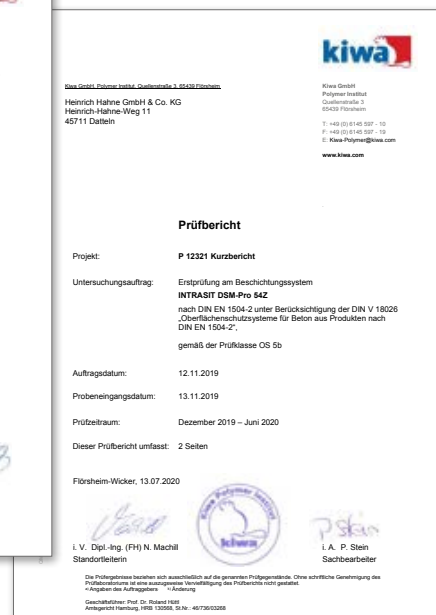 kiwa
Kiwa GmbH, Polymer Institut, Quellenstraße 3, 65439 Flörsheim
Heinrich Hahne GmbH & Co. KG
Heinrich-Hahne-Weg 11
45711 Datteln
Kiwa GmbH
Polymer Institut
Quellenstraße 3
65439 Flörsheim
T: +49 (0) 6145 597 - 10
F: +49 (0) 6145 597 - 19
E: Kiwa-Polymer@kiwa.com
www.kiwa.com
Prüfbericht
Projekt: P 12321 Kurzbericht
Untersuchungsauftrag: Erstprüfung am Beschichtungssystem
INTRASIT DSM-Pro 54Z
nach DIN EN 1504-2 unter Berücksichtigung der DIN V 18026
„Oberflächenschutzsysteme für Beton aus Produkten nach
DIN EN 1504-2",
gemäß der Prüfklasse OS 5b
Auftragsdatum: 12.11.2019
Probeneingangsdatum: 13.11.2019
Prüfzeitraum: Dezember 2019 – Juni 2020
Dieser Prüfbericht umfasst: 2 Seiten
Flörsheim-Wicker, 13.07.2020
Kiwa Polymer Institut
kiwa
P Stein
i. V. Dipl.-Ing. (FH) N. Machill
Standortleiterin
i. A. P. Stein
Sachbearbeiter
Die Prüfergebnisse beziehen sich ausschließlich auf die genannten Prüfgegenstände. Ohne schriftliche Genehmigung des
Prüflaboratoriums ist eine auszugsweise Vervielfältigung des Prüfberichts nicht gestattet.
Angaben des Auftraggebers Änderung
Geschäftsführer: Prof. Dr. Roland Hüttl
Amtsgericht Hamburg, HRB 130568, St.Nr.: 46/736/03268